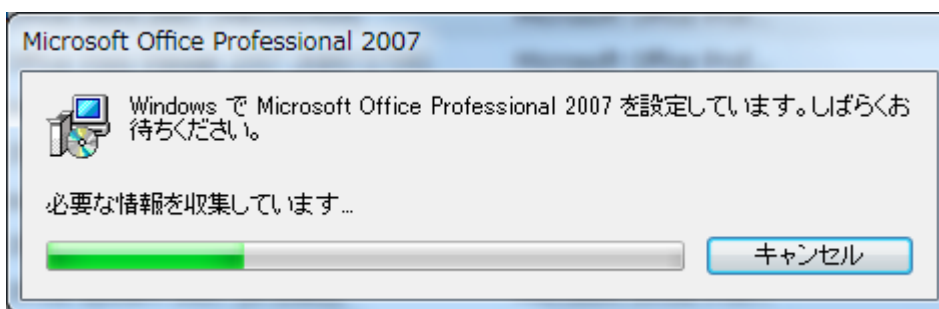 Microsoft Office Professional 2007
Windows で Microsoft Office Professional 2007 を設定しています。しばらくお
待ちください。
必要な情報を収集しています...
キャンセル